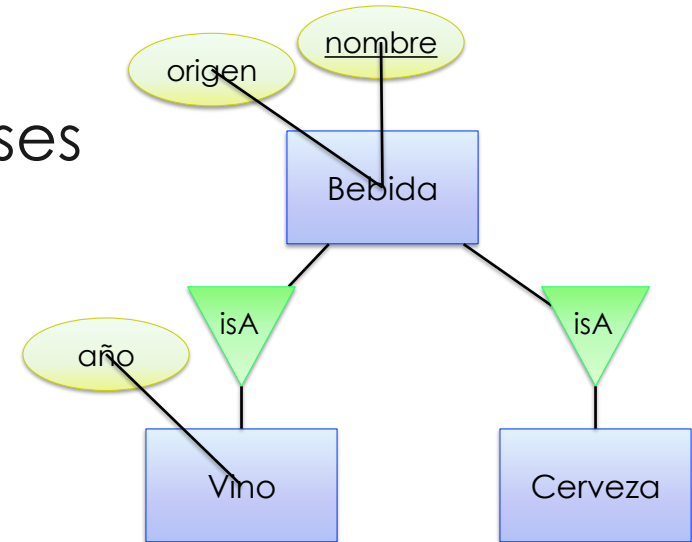 nombre
origen
ses
Bebida
isA
isA
año
Vino
Cerveza